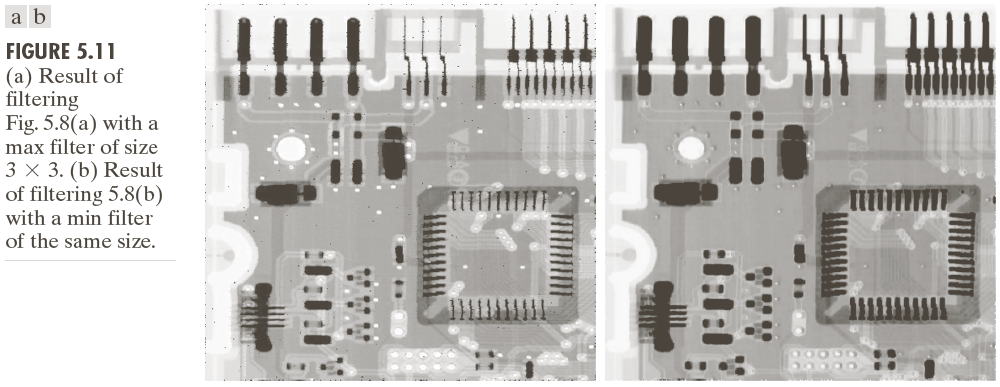 a b
FIGURE 5.11
(a) Result of
filtering
Fig. 5.8(a) with a
max filter of size
3 × 3. (b) Result
of filtering 5.8(b)
with a min filter
of the same size.